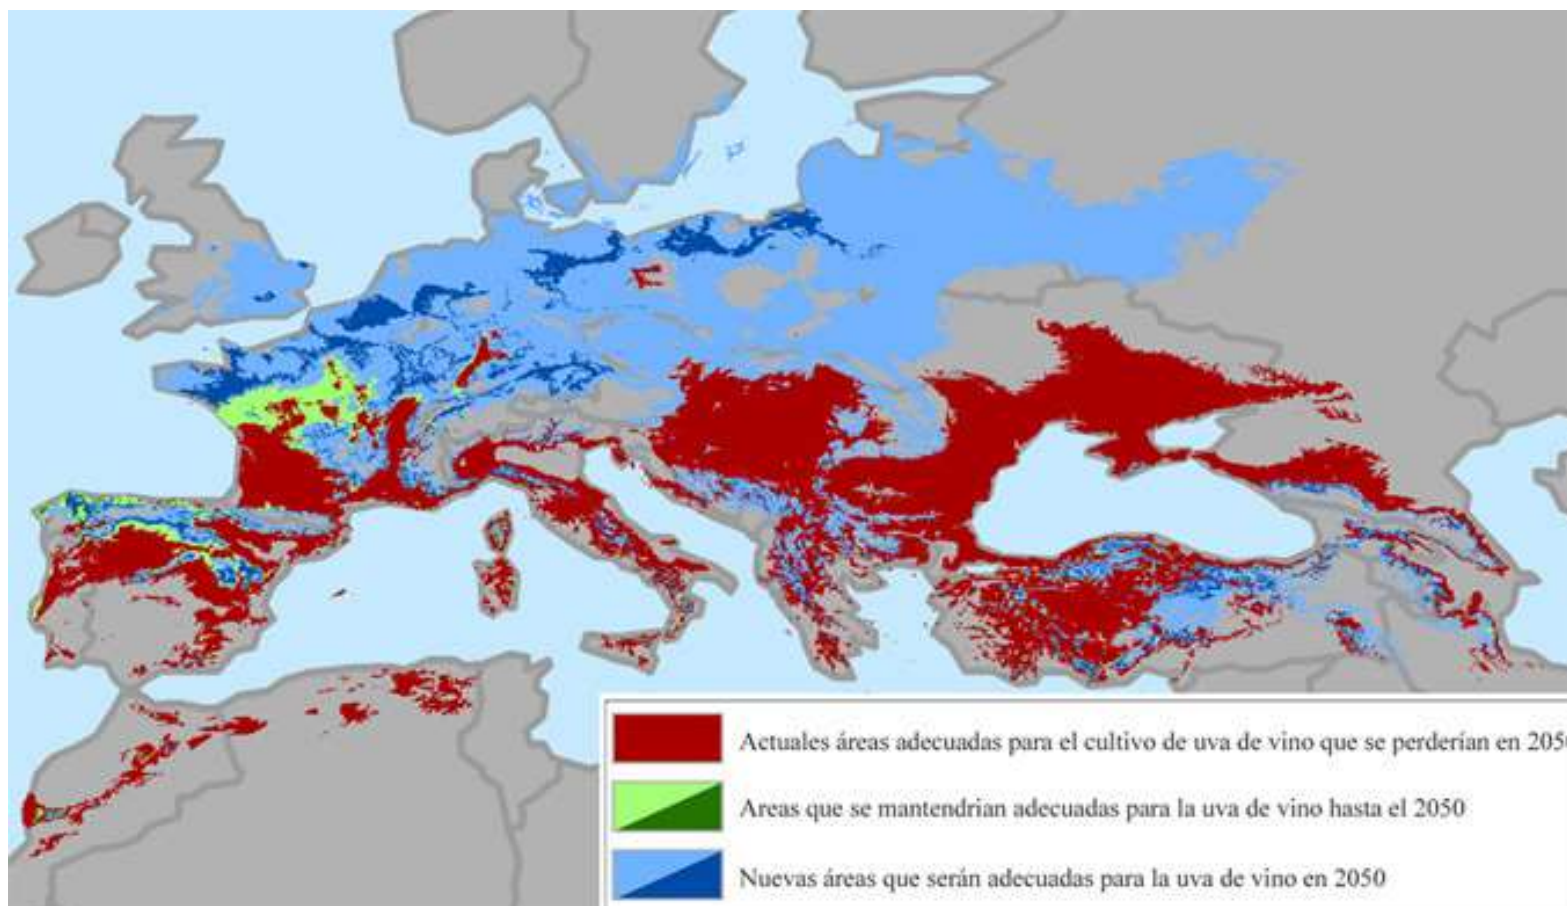 Actuales áreas adecuadas para el cultivo de uva de vino que se perderían en 205
Areas que se mantendrian adecuadas para la uva de vino hasta el 2050
Nuevas áreas que serán adecuadas para la uva de vino en 2050